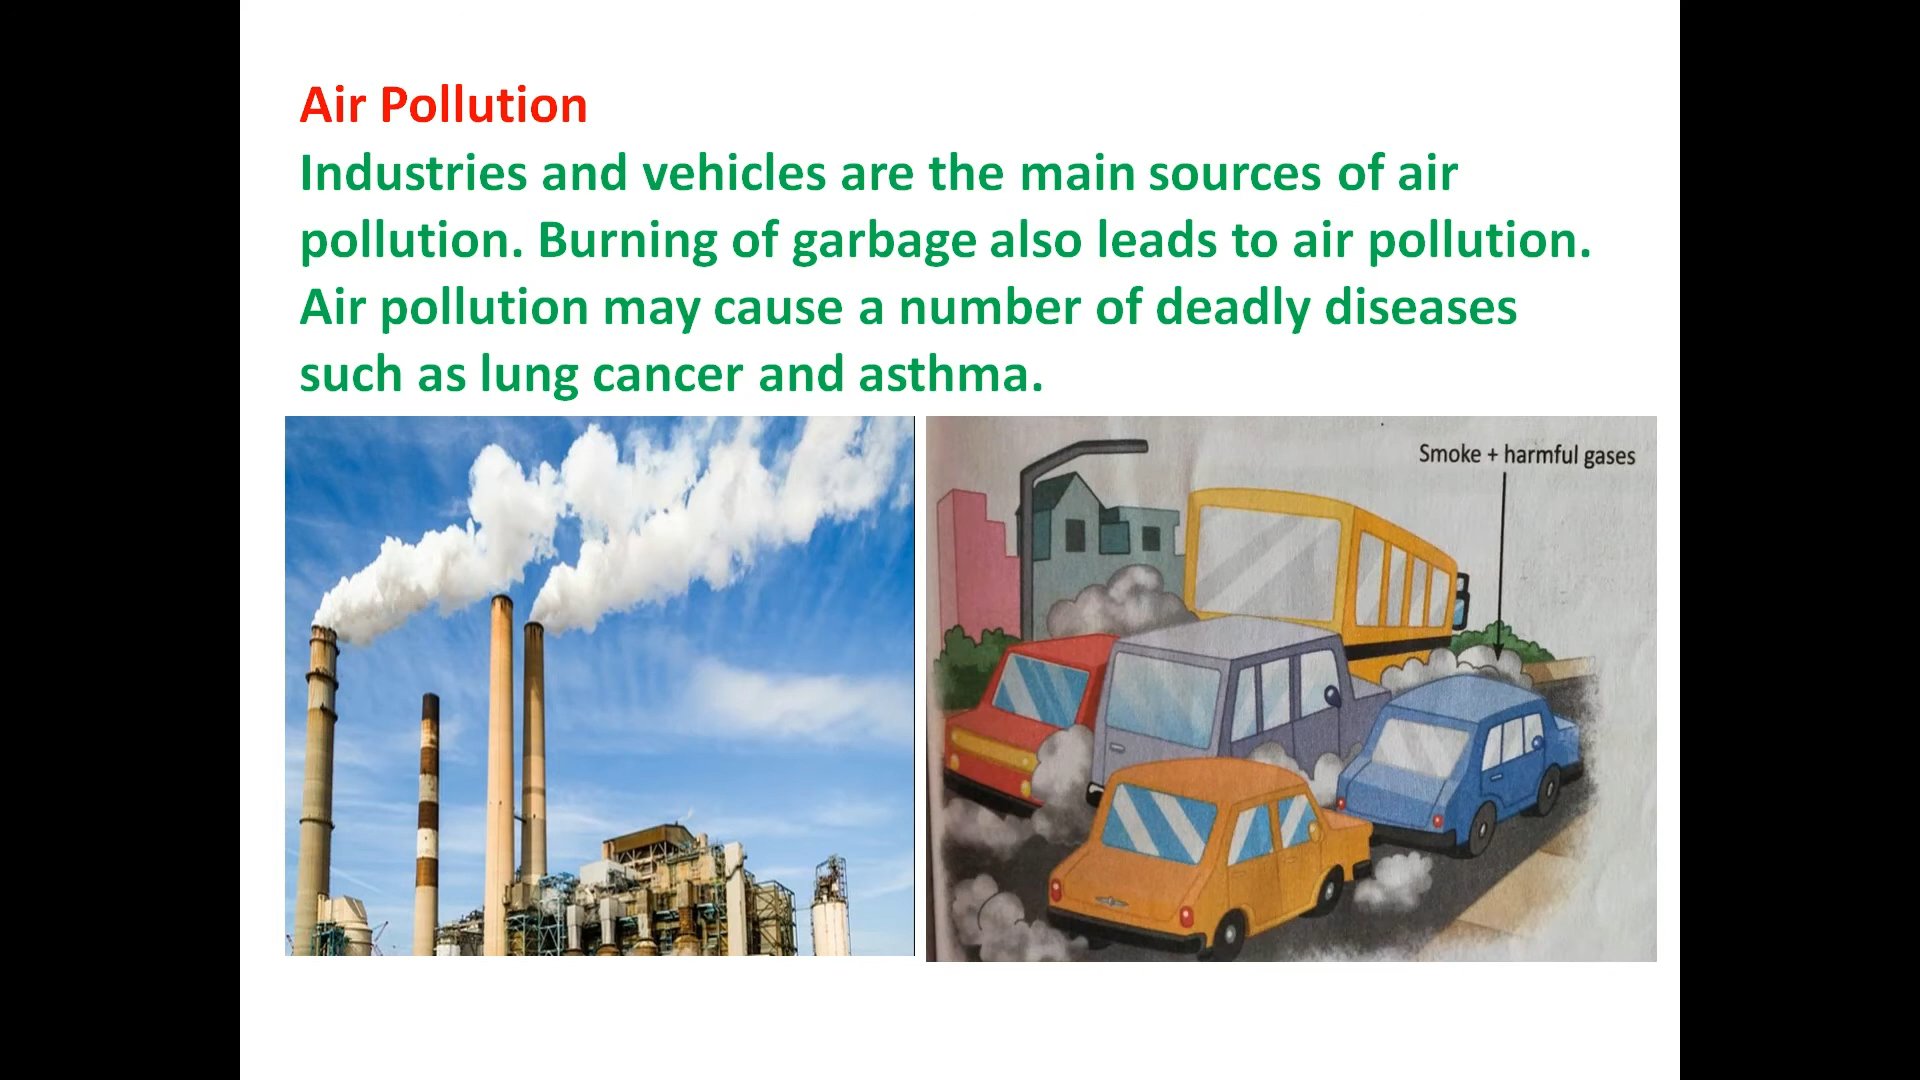 Air Pollution
Industries and vehicles are the main sources of air
pollution. Burning of garbage also leads to air pollution.
Air pollution may cause a number of deadly diseases
such as lung cancer and asthma.
Smoke + harmful gases